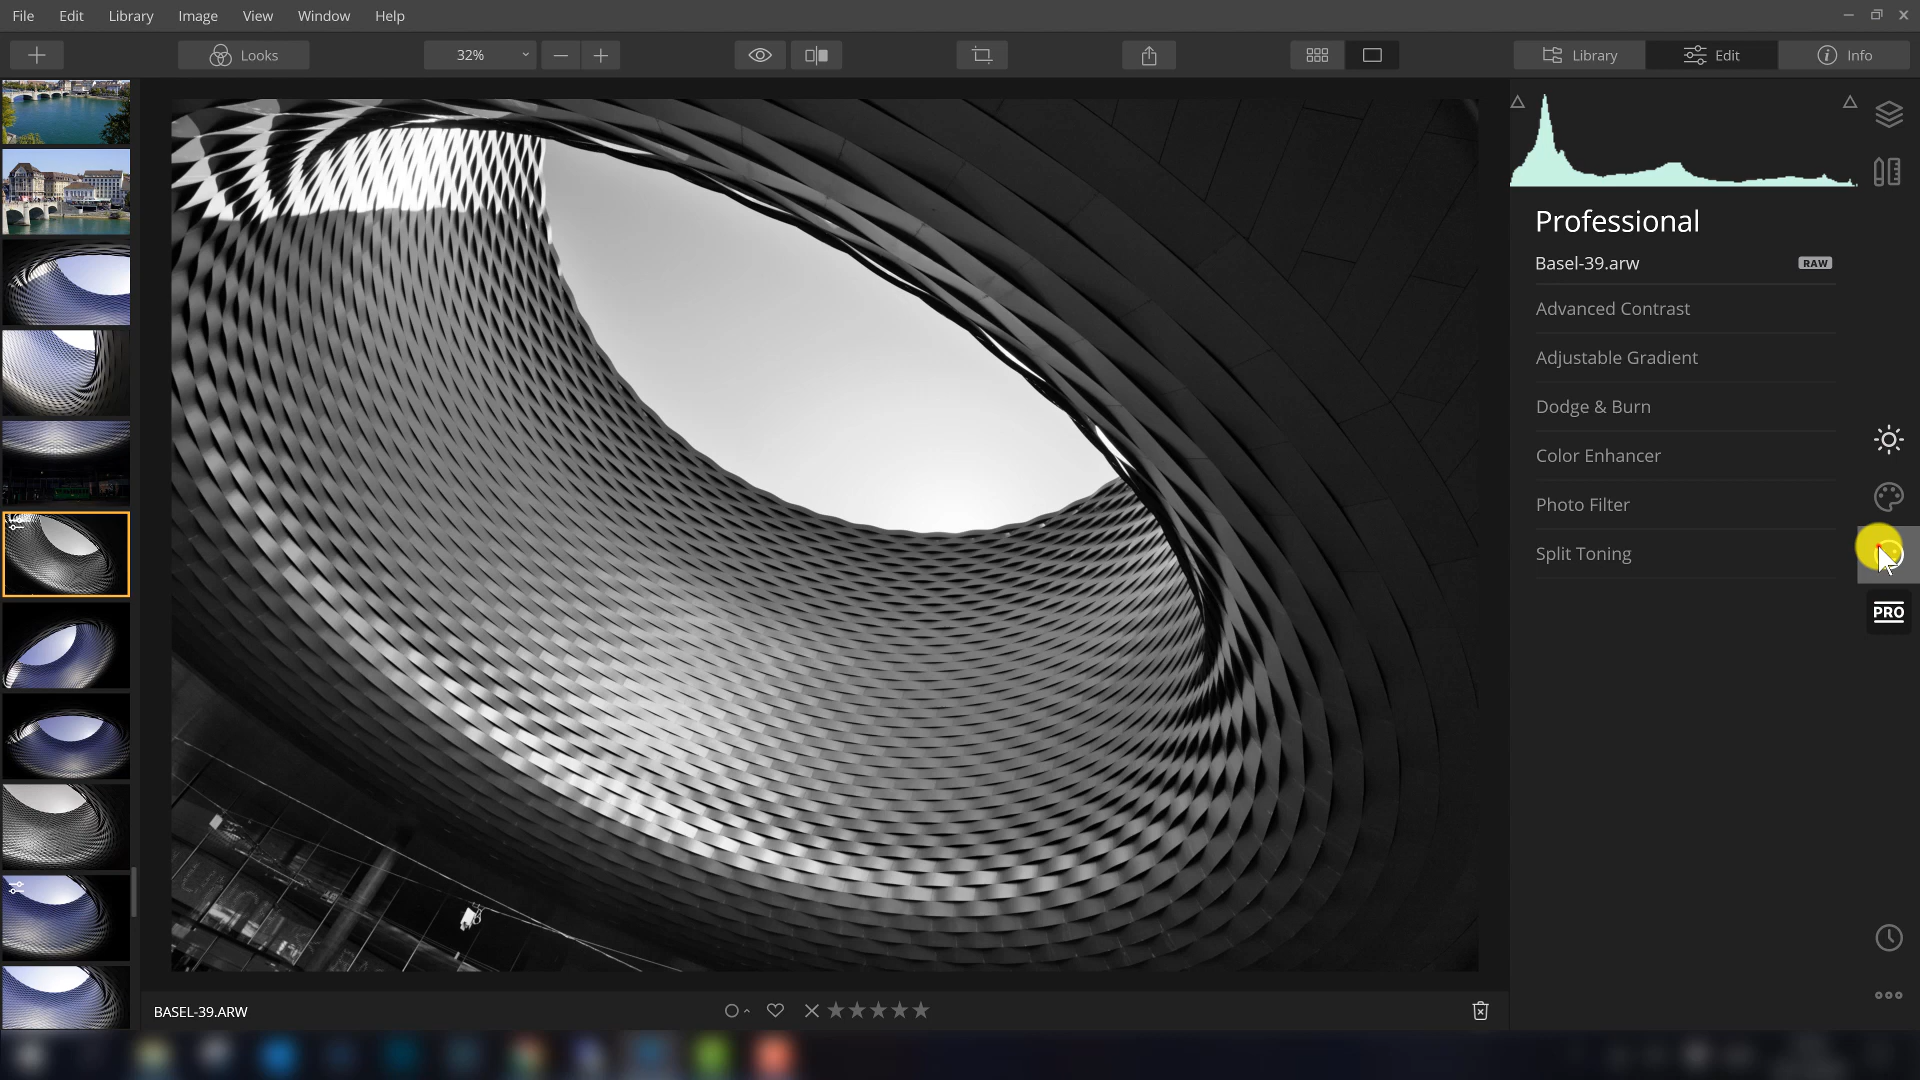 File Edit Library Image View Window Help
Looks 32% Library Edit Info
Professional
Basel-39.arw RAW
Advanced Contrast
Adjustable Gradient
Dodge & Burn
Color Enhancer
Photo Filter
Split Toning
PRO
BASEL-39.ARW